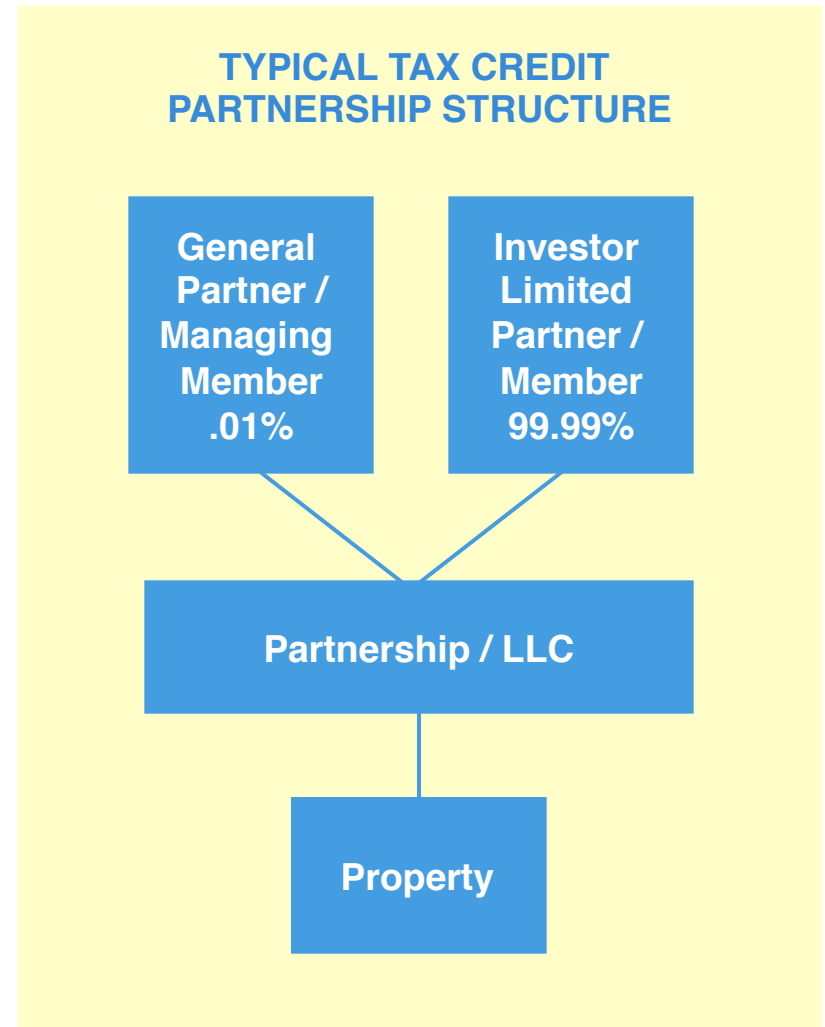 TYPICAL TAX CREDIT
PARTNERSHIP STRUCTURE
General
Partner /
Managing
Member
.01%
Investor
Limited
Partner /
Member
99.99%
Partnership / LLC
Property